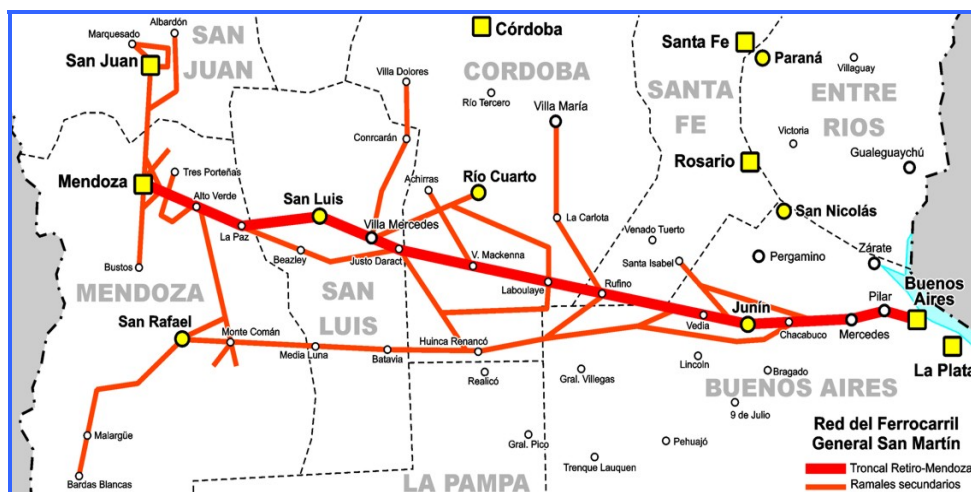 Albardón
Marquesado
SAN
JUAN
San Juan
Córdoba
Santa Fe
Paraná
Villa Dolores
CORDOBA
Río Tercero
Villa María
SANTA
FE
Villaguay
ENTRE
RIOS
Conrcarán
Victoria
Gualeguaychú
Rosario
Tres Porteñas
Mendoza
Achirras
Río Cuarto
Alto Verde
San Luis
San Nicolás
La Paz
Villa Mercedes
La Carlota
Venado Tuerto
Beazley
Justo Daract
V. Mackenna
Santa Isabel
Pergamino
Zárate
Bustos
Laboulaye
Rufino
Buenos
Aires
MENDOZA
SAN
LUIS
Junín
Pilar
San Rafael
Monte Comán
Vedia
Chacabuco
Mercedes
Media Luna
Batavia
Huinca Renancó
La Plata
Realicó
Gral. Villegas
Lincoln
Bragado
BUENOS AIRES
9 de Julio
Malargüe
Gral. Pico
Pehuajó
Trenque Lauquen
Bardas Blancas
LA PAMPA
Red del Ferrocarril
General San Martín
Troncal Retiro-Mendoza
Ramales secundarios